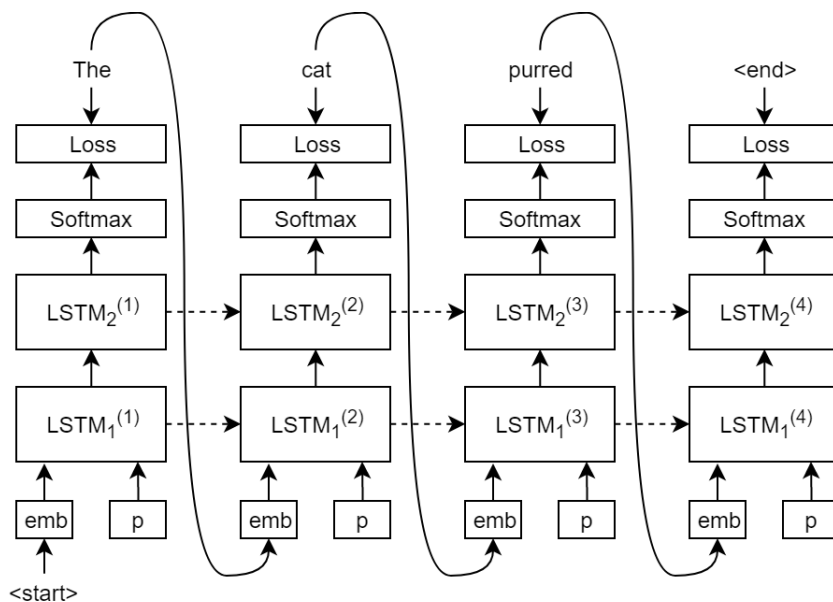 The cat purred <end>
Loss Loss Loss Loss
Softmax Softmax Softmax Softmax
LSTM₂⁽¹⁾ LSTM₂⁽²⁾ LSTM₂⁽³⁾ LSTM₂⁽⁴⁾
LSTM₁⁽¹⁾ LSTM₁⁽²⁾ LSTM₁⁽³⁾ LSTM₁⁽⁴⁾
emb p emb p emb p emb p
<start>